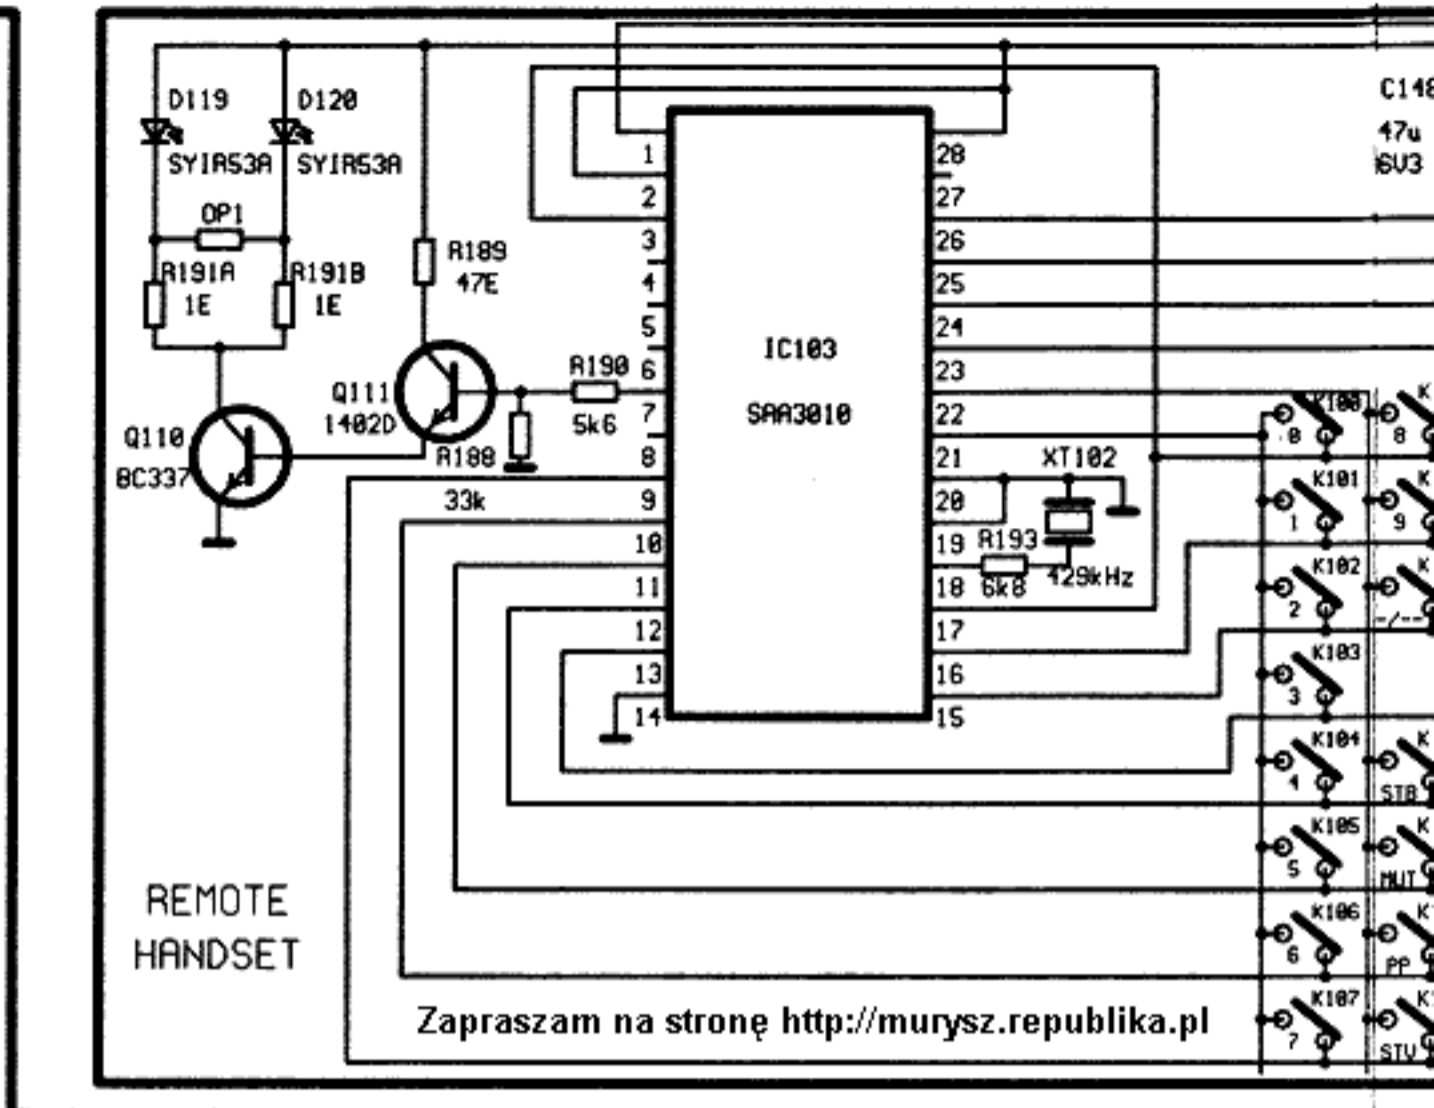 D119
D120
SYIR53A
SYIR53A
OP1
R191A
1E
R191B
1E
R189
47E
Q111
1402D
R190
5k6
R188
33k
Q110
BC337
1
2
3
4
5
6
7
8
9
10
11
12
13
14
IC103
SAA3010
28
27
26
25
24
23
22
21
20
19
18
17
16
15
XT102
R193
6k8
429kHz
C148
47u
6V3
K100
0
K
8
K101
1
K
9
K102
2
K
-/--
K103
3
K104
4
K
STB
K105
5
K
MUT
K106
6
K
PP
K107
7
K
STV
REMOTE
HANDSET
Zapraszam na stronę http://murysz.republika.pl